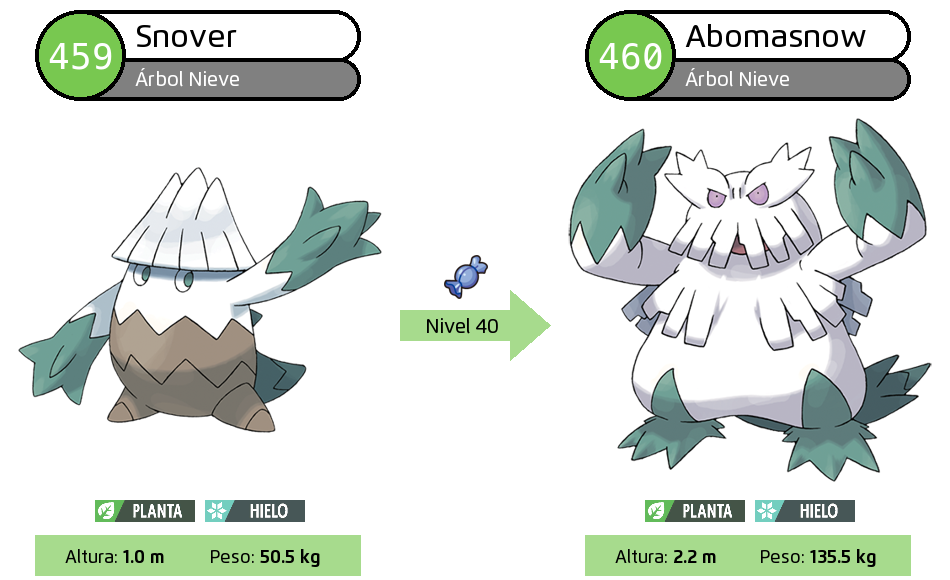 459
Snover
Árbol Nieve
460
Abomasnow
Árbol Nieve
Nivel 40
PLANTA HIELO
Altura: 1.0 m Peso: 50.5 kg
PLANTA HIELO
Altura: 2.2 m Peso: 135.5 kg